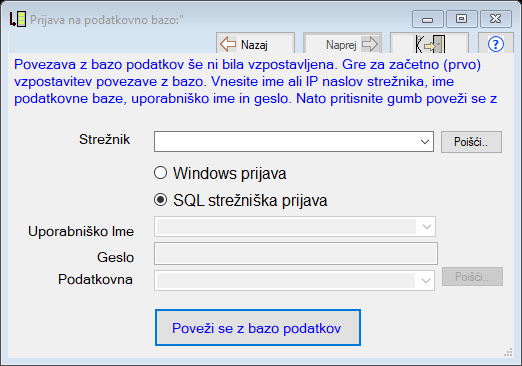 Prijava na podatkovno bazo:"
Nazaj
Naprej
?
Povezava z bazo podatkov še ni bila vzpostavljena. Gre za začetno (prvo)
vzpostavitev povezave z bazo. Vnesite ime ali IP naslov strežnika, ime
podatkovne baze, uporabniško ime in geslo. Nato pritisnite gumb poveži se z
Strežnik
Poišći..
Windows prijava
SQL strežniška prijava
Uporabniško Ime
Geslo
Podatkovna
Poišći..
Poveži se z bazo podatkov